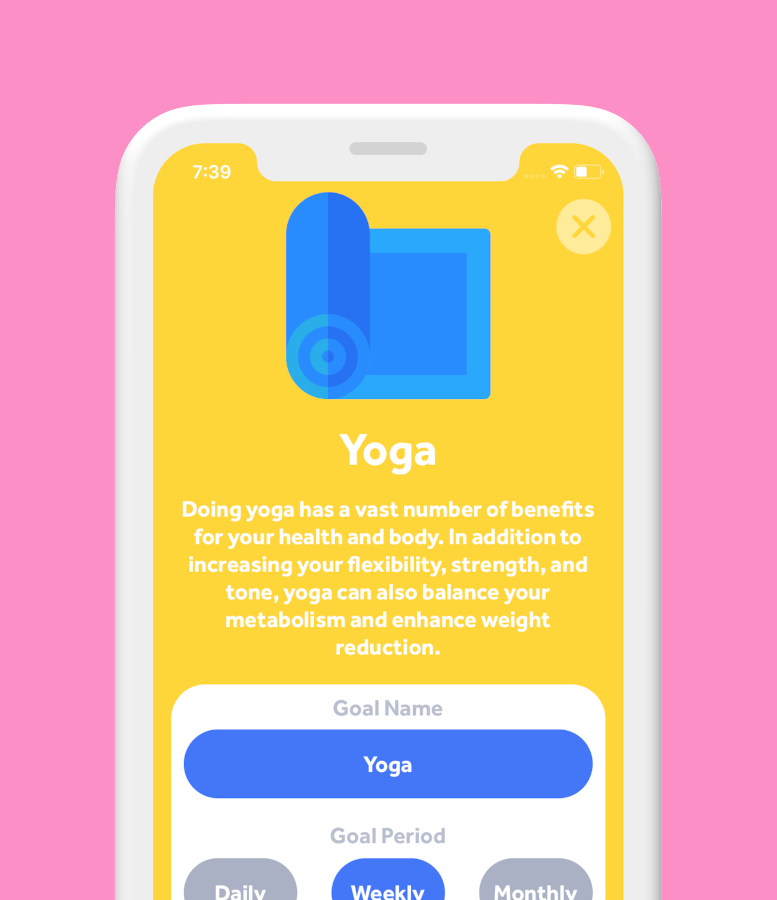 7:39
Yoga
Doing yoga has a vast number of benefits
for your health and body. In addition to
increasing your flexibility, strength, and
tone, yoga can also balance your
metabolism and enhance weight
reduction.
Goal Name
Yoga
Goal Period
Daily Weekly Monthly